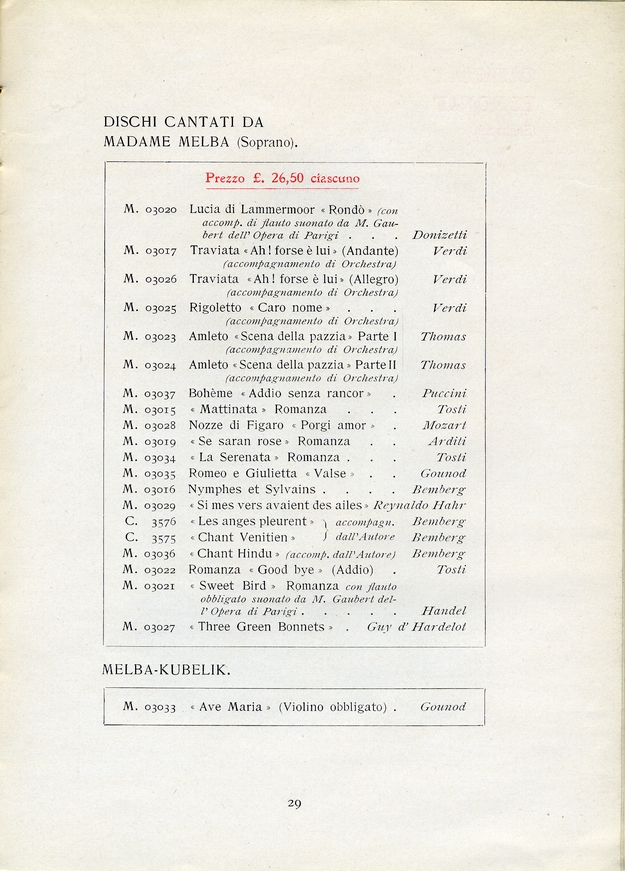 DISCHI CANTATI DA
MADAME MELBA (Soprano).
Prezzo £. 26,50 ciascuno
M. 03020 Lucia di Lammermoor « Rondò » (con
accomp. di flauto suonato da M. Gau-
bert dell' Opera di Parigi . . . Donizetti
M. 03017 Traviata « Ah! forse è lui » (Andante) Verdi
(accompagnamento di Orchestra)
M. 03026 Traviata « Ah! forse è lui » (Allegro) Verdi
(accompagnamento di Orchestra)
M. 03025 Rigoletto « Caro nome » . . . Verdi
(accompagnamento di Orchestra)
M. 03023 Amleto « Scena della pazzia » Parte I Thomas
(accompagnamento di Orchestra)
M. 03024 Amleto « Scena della pazzia » Parte II Thomas
(accompagnamento di Orchestra)
M. 03037 Bohème « Addio senza rancor » . Puccini
M. 03015 « Mattinata » Romanza . . . Tosti
M. 03028 Nozze di Figaro « Porgi amor » . Mozart
M. 03019 « Se saran rose » Romanza . . Arditi
M. 03034 « La Serenata » Romanza . . . Tosti
M. 03035 Romeo e Giulietta « Valse » . . Gounod
M. 03016 Nymphes et Sylvains . . . . Bemberg
M. 03029 « Si mes vers avaient des ailes » Reynaldo Hahr
C. 3576 « Les anges pleurent » } accompagn. Bemberg
C. 3575 « Chant Venitien » } dall' Autore Bemberg
M. 03036 « Chant Hindu » (accomp. dall' Autore) Bemberg
M. 03022 Romanza « Good bye » (Addio) . Tosti
M. 03021 « Sweet Bird » Romanza con flauto
obbligato suonato da M. Gaubert del-
l' Opera di Parigi . . . . . Handel
M. 03027 « Three Green Bonnets » . Guy d' Hardelot
MELBA-KUBELIK.
M. 03033 « Ave Maria » (Violino obbligato) . Gounod
29